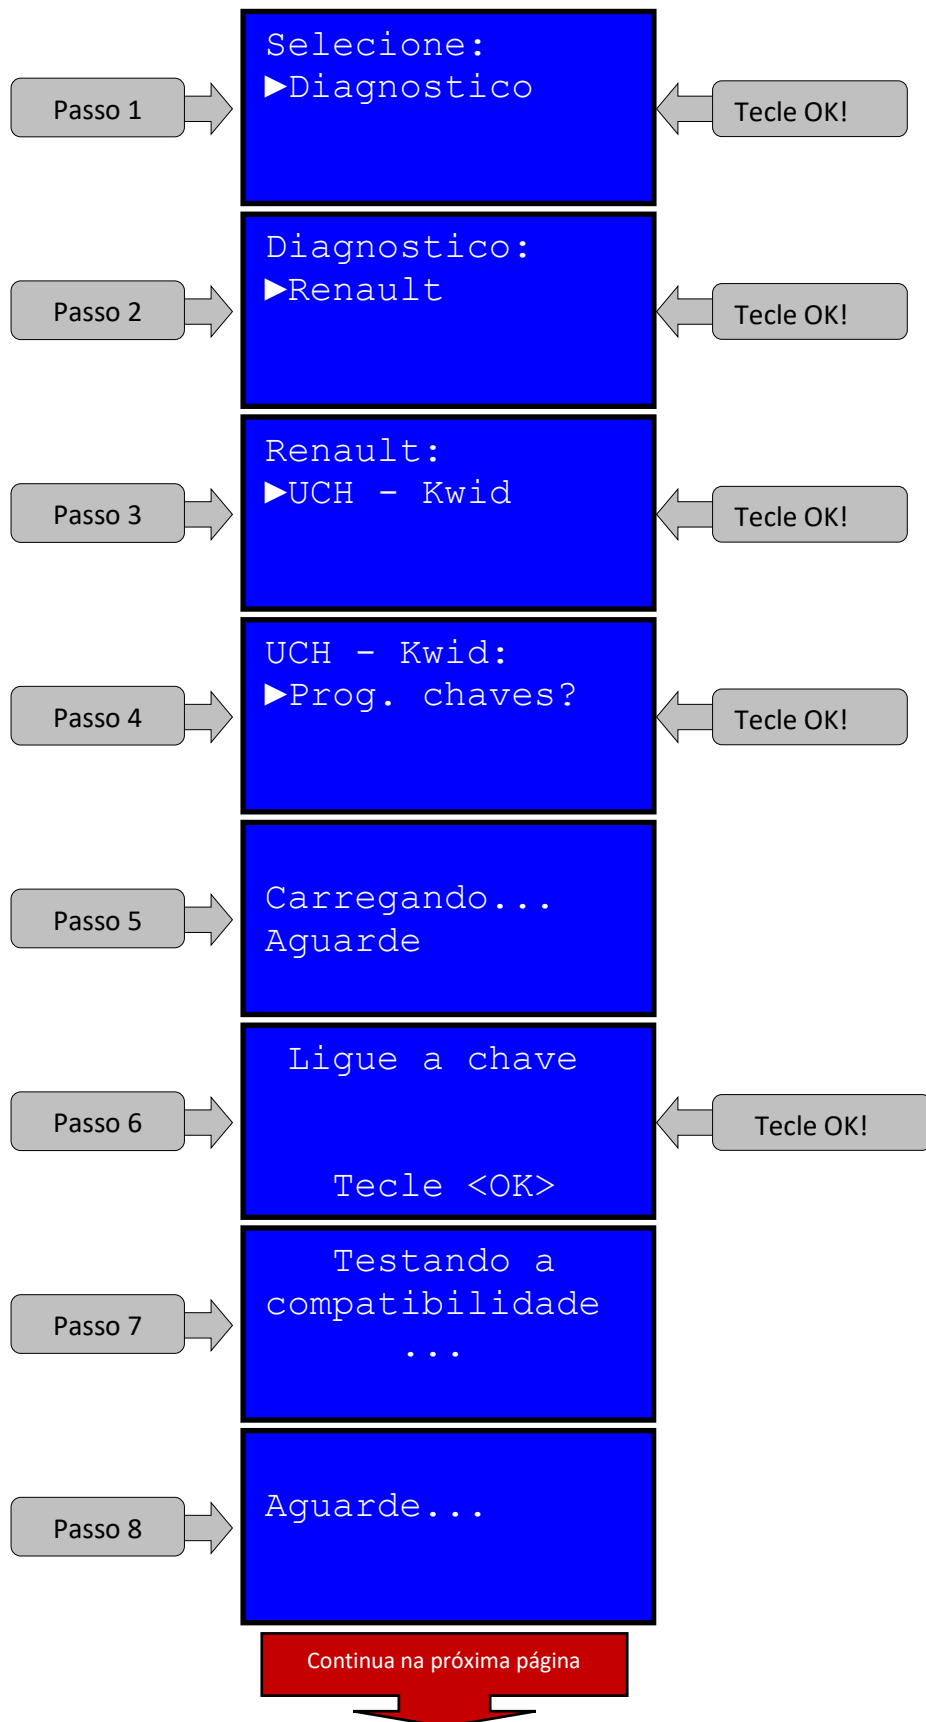 Selecione:
►Diagnostico
Passo 1
Tecle OK!
Diagnostico:
►Renault
Passo 2
Tecle OK!
Renault:
►UCH - Kwid
Passo 3
Tecle OK!
UCH - Kwid:
►Prog. chaves?
Passo 4
Tecle OK!
Carregando...
Aguarde
Passo 5
Ligue a chave
Tecle <OK>
Passo 6
Tecle OK!
Testando a
compatibilidade
...
Passo 7
Aguarde...
Passo 8
Continua na próxima página